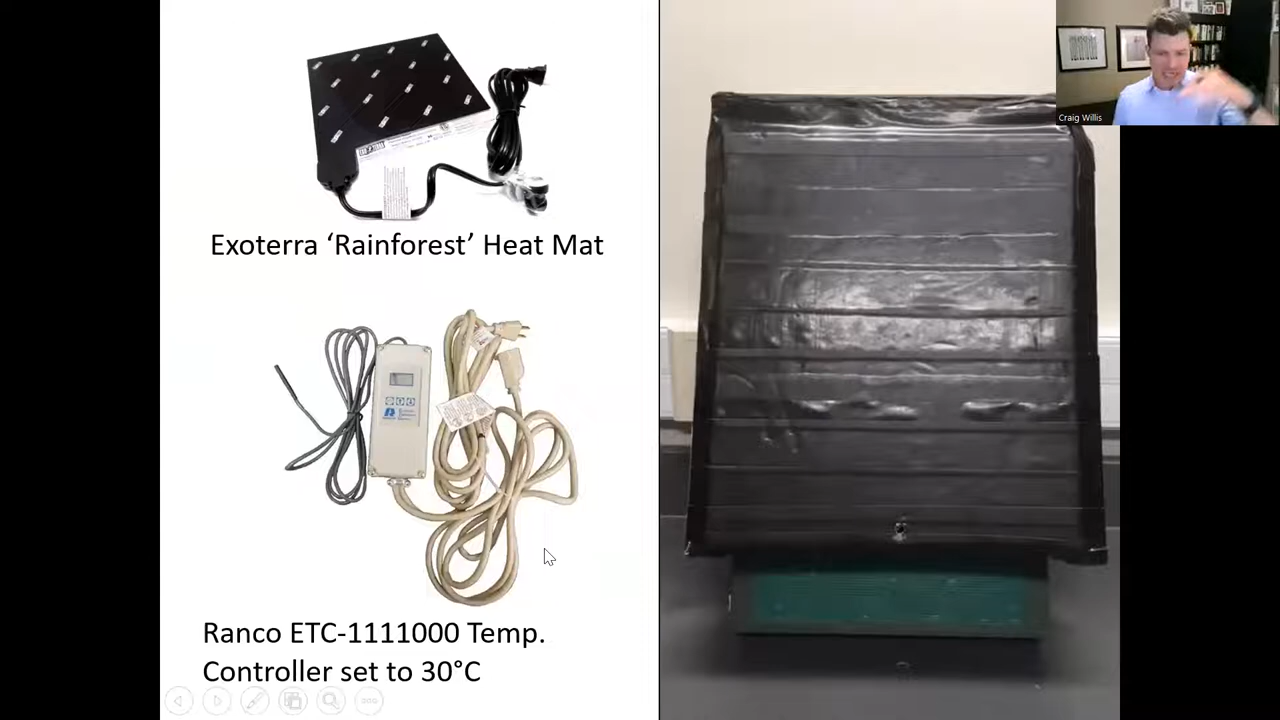 Craig Willis
Exoterra ‘Rainforest’ Heat Mat
Ranco ETC-1111000 Temp.
Controller set to 30°C